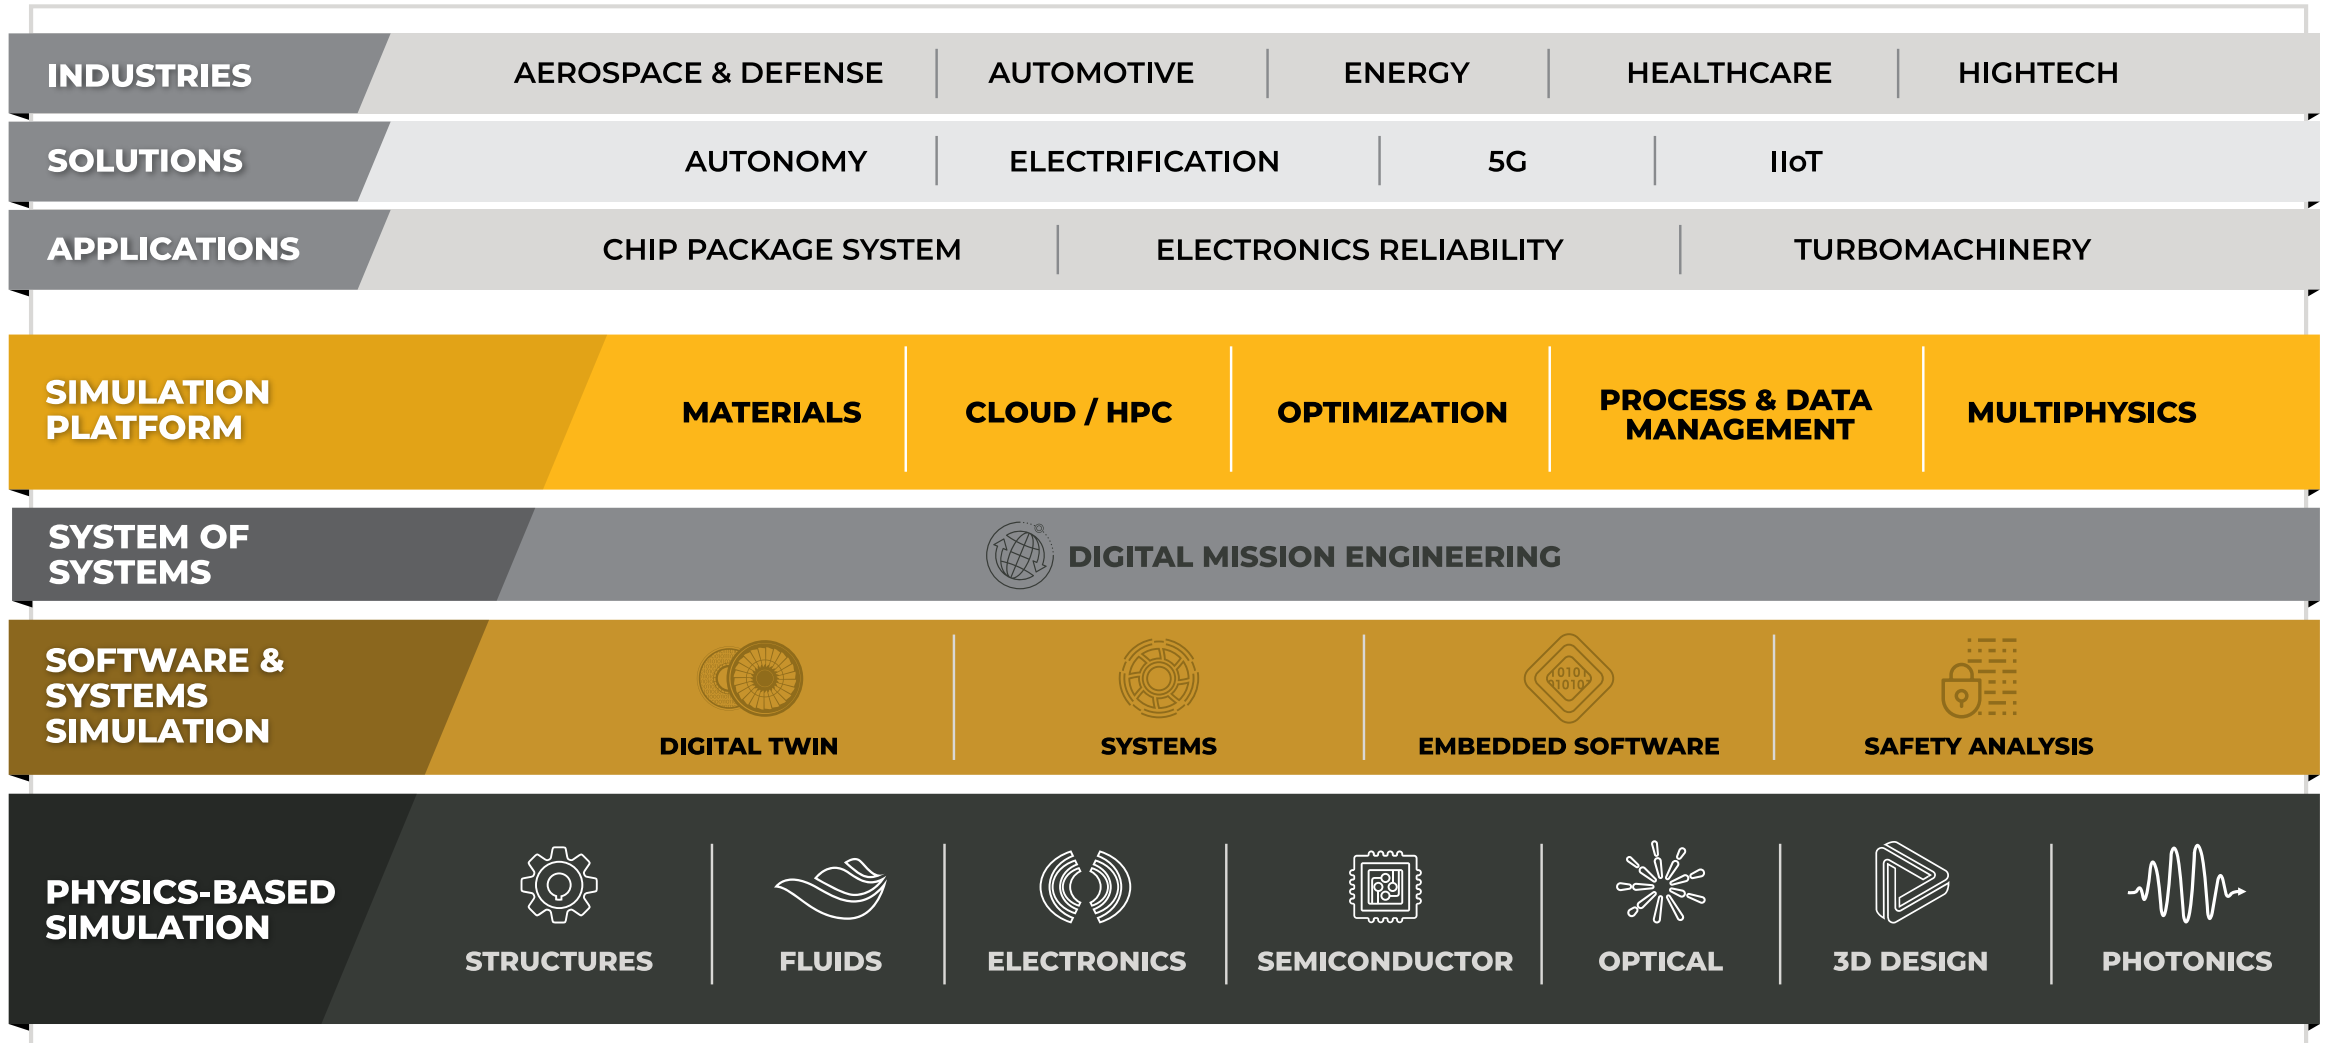 INDUSTRIES AEROSPACE & DEFENSE AUTOMOTIVE ENERGY HEALTHCARE HIGHTECH
SOLUTIONS AUTONOMY ELECTRIFICATION 5G IIoT
APPLICATIONS CHIP PACKAGE SYSTEM ELECTRONICS RELIABILITY TURBOMACHINERY
SIMULATION
PLATFORM
MATERIALS CLOUD / HPC OPTIMIZATION
PROCESS & DATA
MANAGEMENT
MULTIPHYSICS
SYSTEM OF
SYSTEMS
DIGITAL MISSION ENGINEERING
SOFTWARE &
SYSTEMS
SIMULATION
10101
01010
DIGITAL TWIN SYSTEMS EMBEDDED SOFTWARE SAFETY ANALYSIS
PHYSICS-BASED
SIMULATION
STRUCTURES FLUIDS ELECTRONICS SEMICONDUCTOR OPTICAL 3D DESIGN PHOTONICS